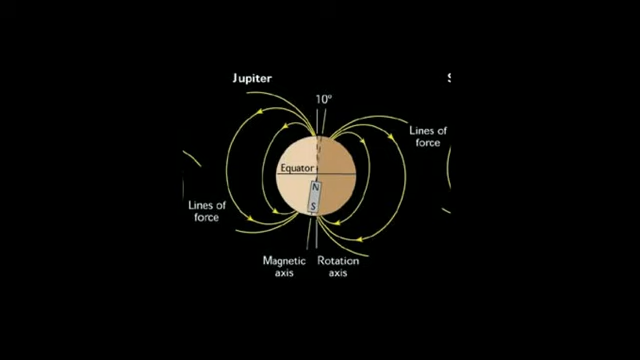 Jupiter
S
10°
Lines of
force
Equator
N
S
Lines of
force
Magnetic
axis
Rotation
axis